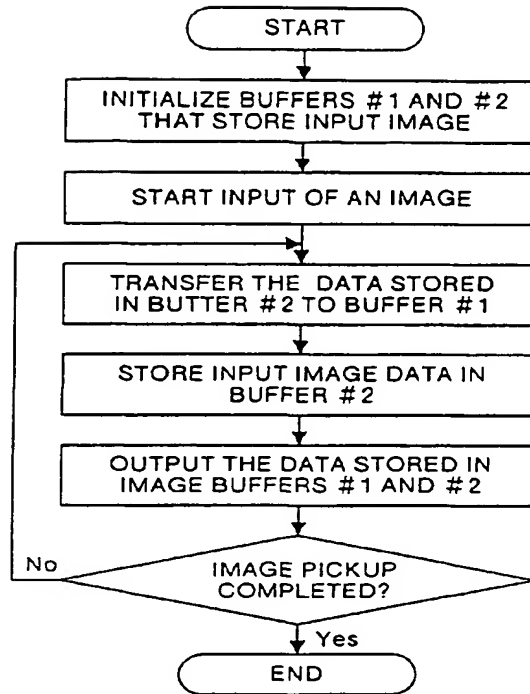 START
INITIALIZE BUFFERS #1 AND #2
THAT STORE INPUT IMAGE
START INPUT OF AN IMAGE
TRANSFER THE DATA STORED
IN BUTTER #2 TO BUFFER #1
STORE INPUT IMAGE DATA IN
BUFFER #2
OUTPUT THE DATA STORED IN
IMAGE BUFFERS #1 AND #2
No
IMAGE PICKUP
COMPLETED?
Yes
END